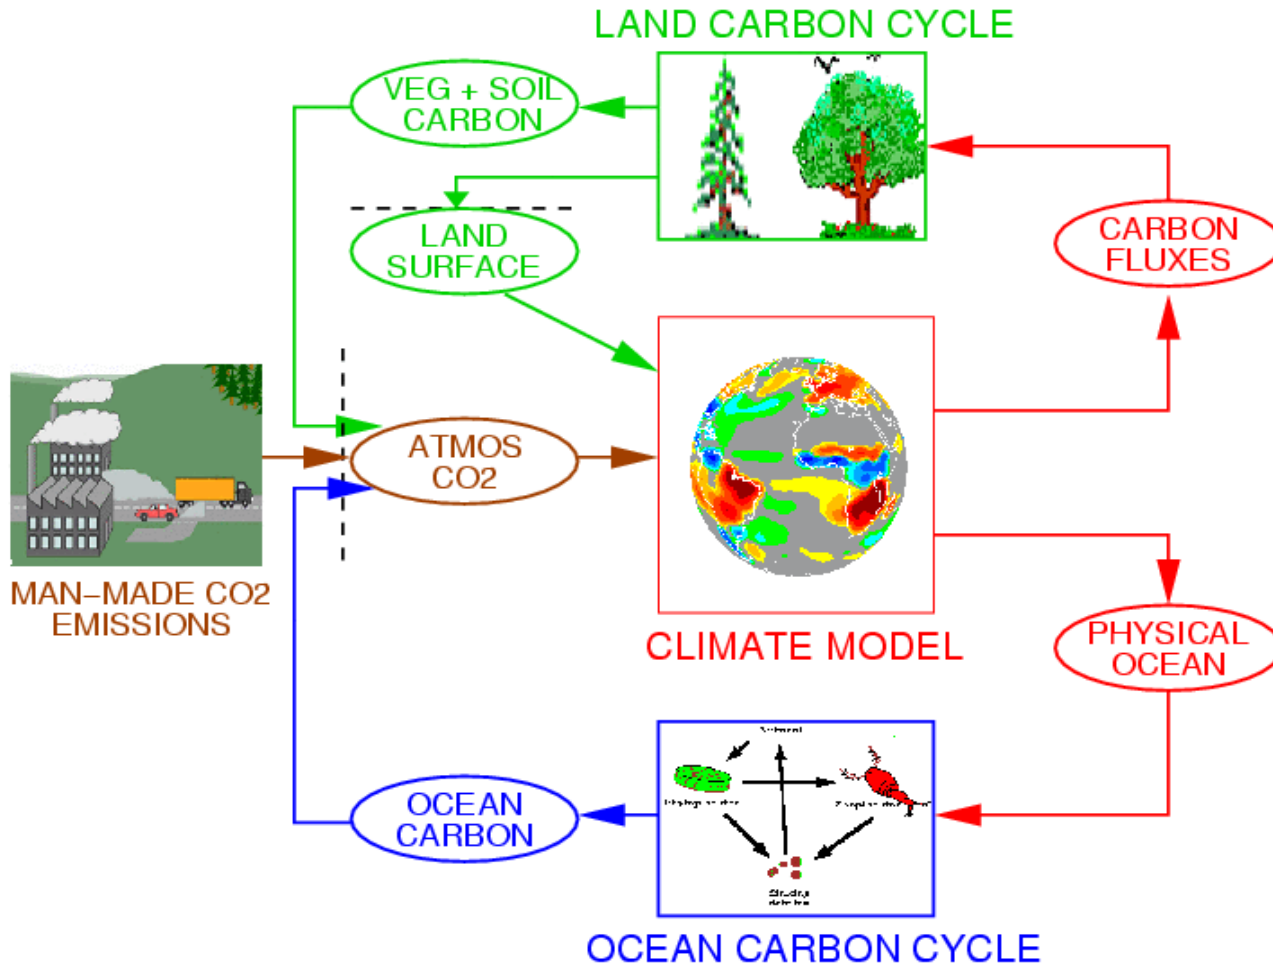 LAND CARBON CYCLE
VEG + SOIL
CARBON
LAND
SURFACE
CARBON
FLUXES
ATMOS
CO2
MAN-MADE CO2
EMISSIONS
CLIMATE MODEL
PHYSICAL
OCEAN
OCEAN
CARBON
OCEAN CARBON CYCLE